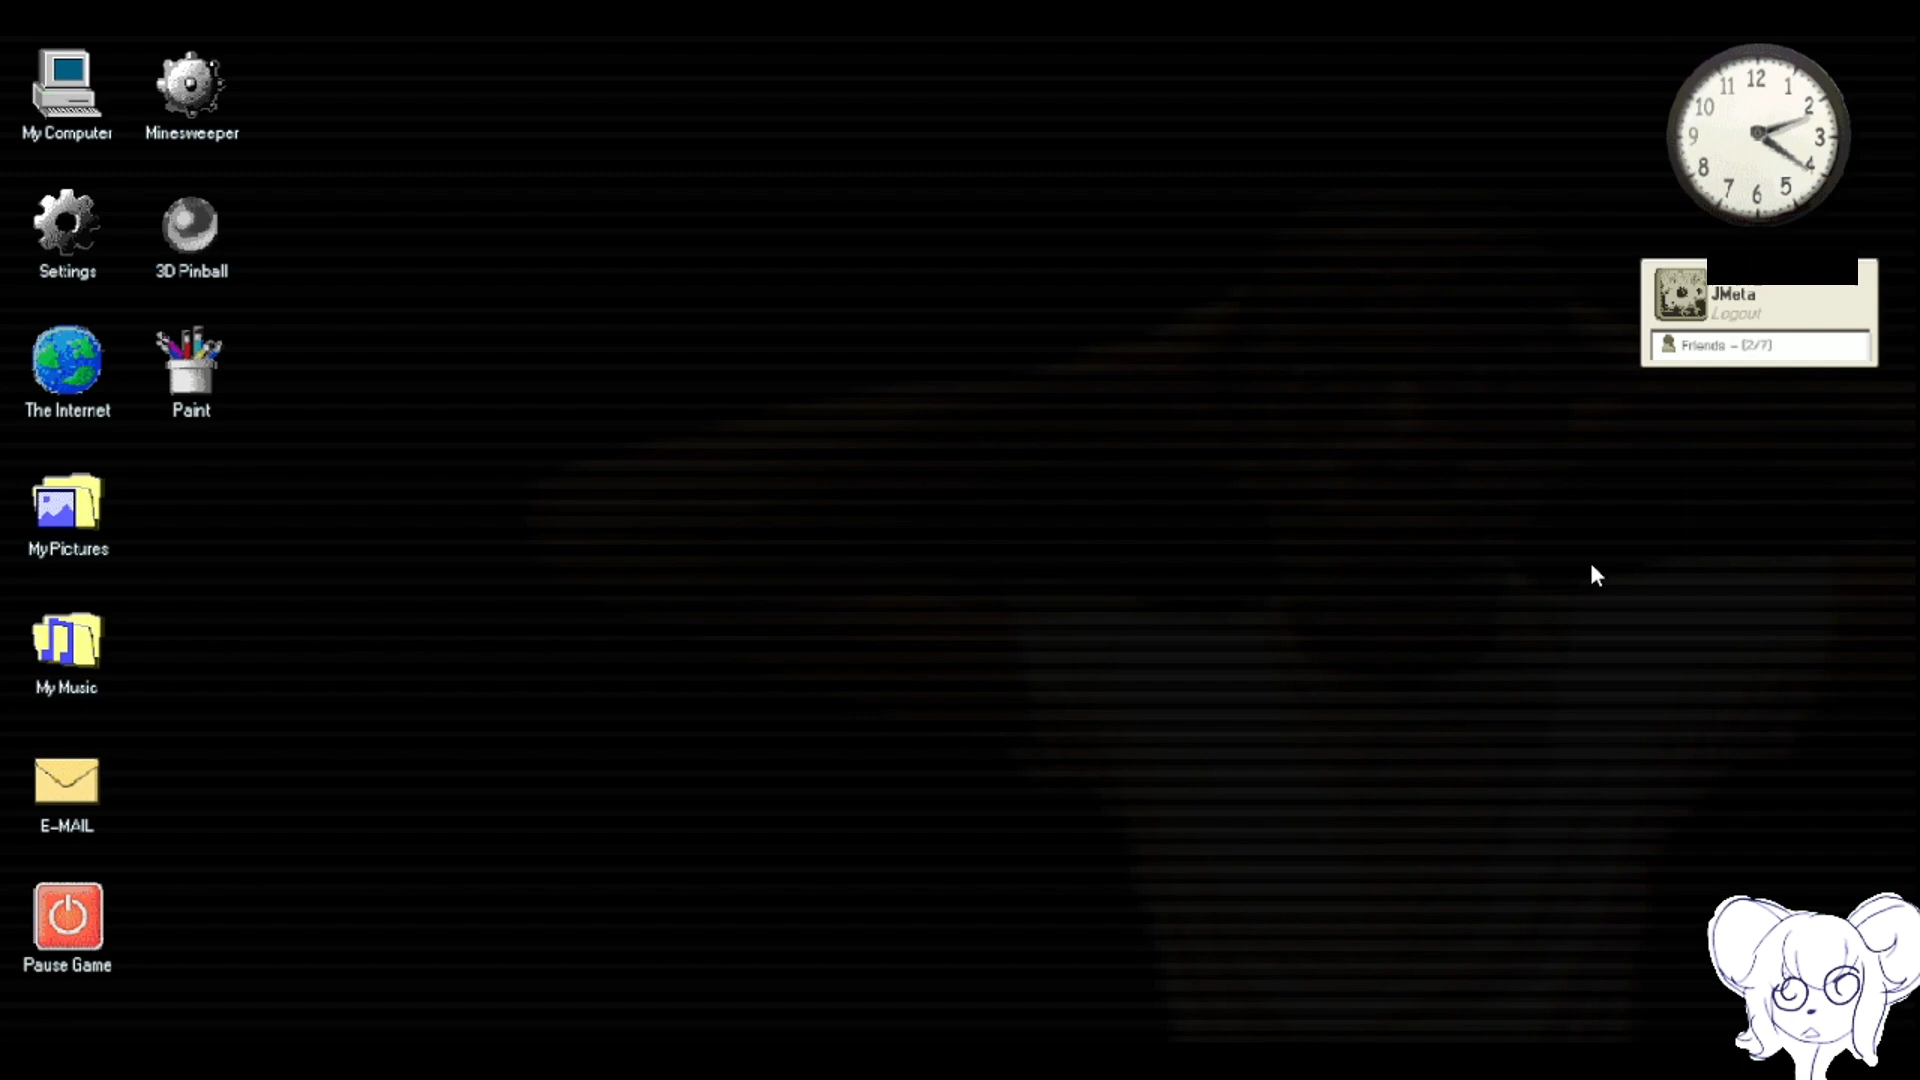 My Computer
Minesweeper
Settings
3D Pinball
The Internet
Paint
My Pictures
My Music
E-MAIL
Pause Game
12
1
2
3
4
5
6
7
8
9
10
11
JMeta
Logout
Friends - (2/7)